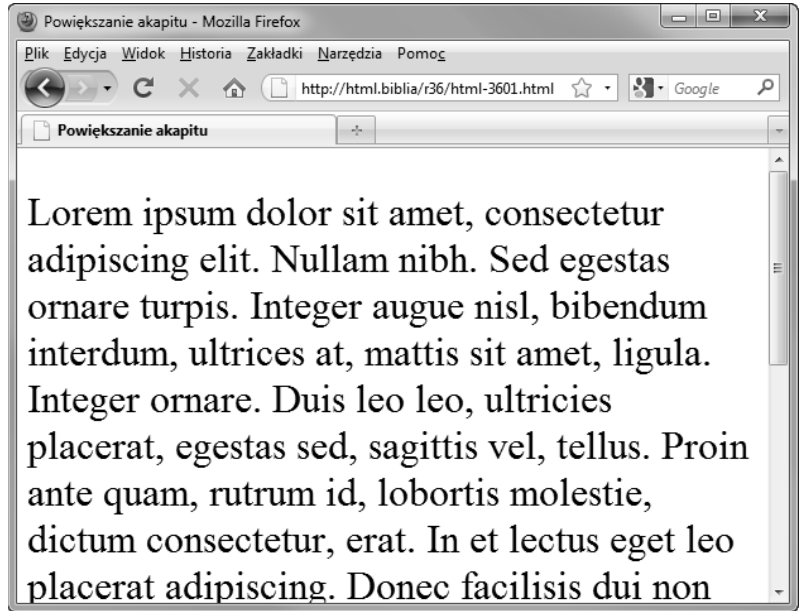 Powiększanie akapitu - Mozilla Firefox
Plik Edycja Widok Historia Zakładki Narzędzia Pomoc
http://html.biblia/r36/html-3601.html Google
Powiększanie akapitu
Lorem ipsum dolor sit amet, consectetur
adipiscing elit. Nullam nibh. Sed egestas
ornare turpis. Integer augue nisl, bibendum
interdum, ultrices at, mattis sit amet, ligula.
Integer ornare. Duis leo leo, ultricies
placerat, egestas sed, sagittis vel, tellus. Proin
ante quam, rutrum id, lobortis molestie,
dictum consectetur, erat. In et lectus eget leo
placerat adipiscing. Donec facilisis dui non